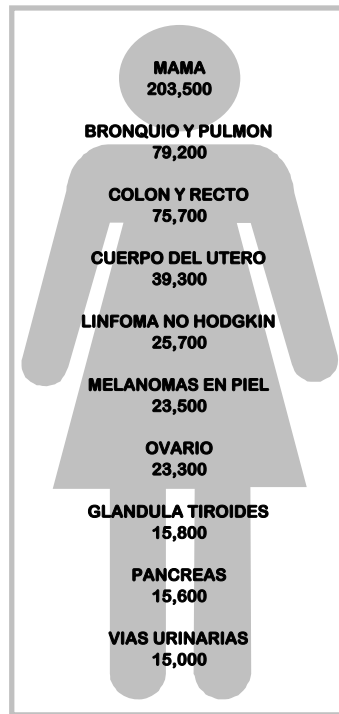 MAMA
203,500
BRONQUIO Y PULMON
79,200
COLON Y RECTO
75,700
CUERPO DEL UTERO
39,300
LINFOMA NO HODGKIN
25,700
MELANOMAS EN PIEL
23,500
OVARIO
23,300
GLANDULA TIROIDES
15,800
PANCREAS
15,600
VIAS URINARIAS
15,000